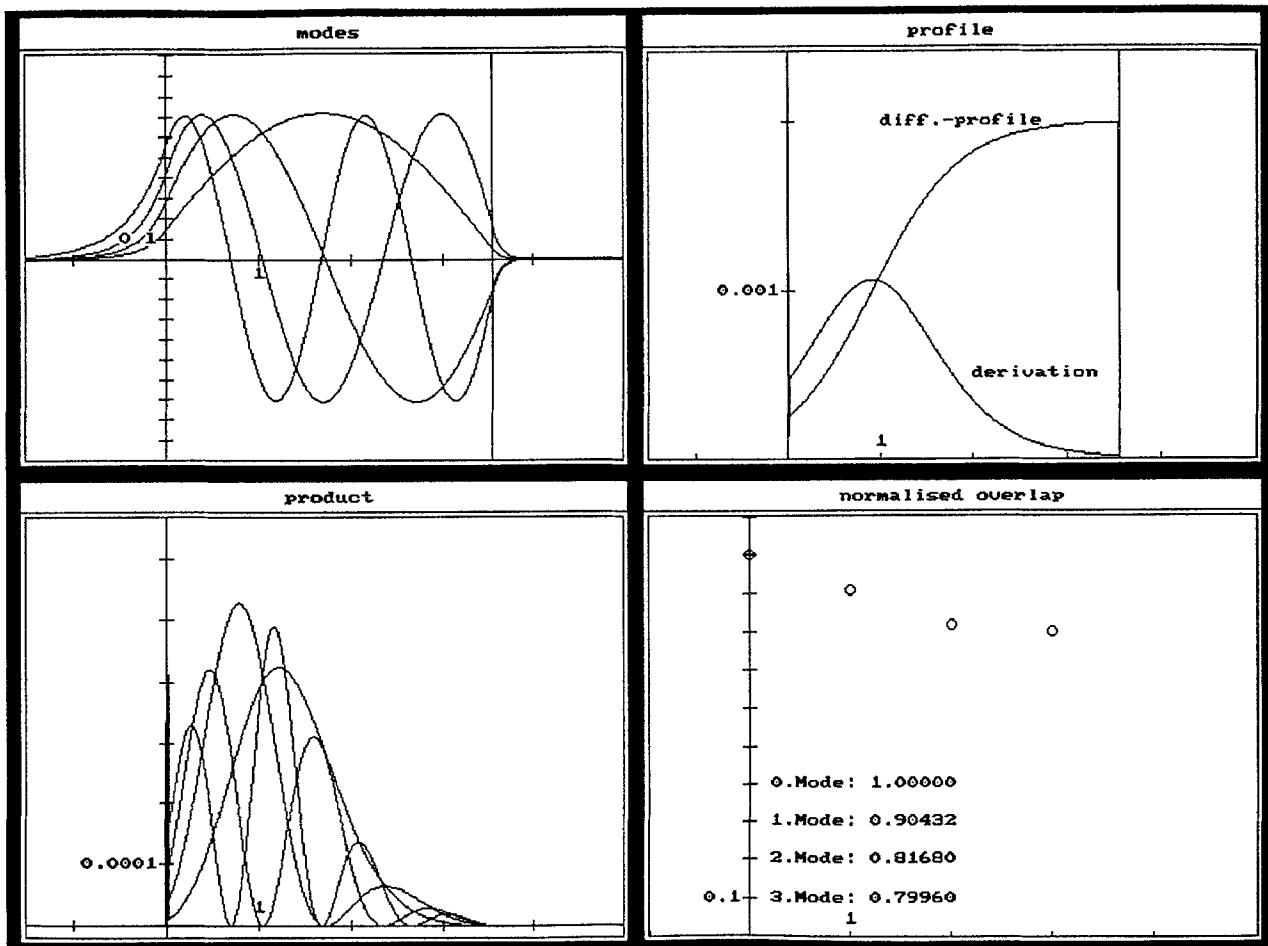 modes
0.1
1
profile
diff.-profile
0.001
derivation
1
product
0.0001
1
normalised overlap
0.Mode: 1.00000
1.Mode: 0.90432
2.Mode: 0.81680
0.1 3.Mode: 0.79960
1